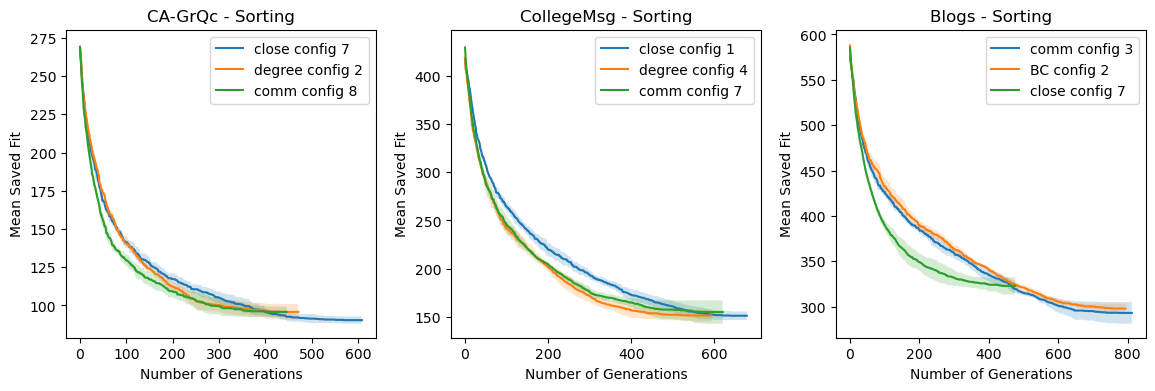 CA-GrQc - Sorting
Mean Saved Fit
275
250
225
200
175
150
125
100
close config 7
degree config 2
comm config 8
0 100 200 300 400 500 600
Number of Generations
CollegeMsg - Sorting
Mean Saved Fit
400
350
300
250
200
150
close config 1
degree config 4
comm config 7
0 200 400 600
Number of Generations
Blogs - Sorting
Mean Saved Fit
600
550
500
450
400
350
300
comm config 3
BC config 2
close config 7
0 200 400 600 800
Number of Generations